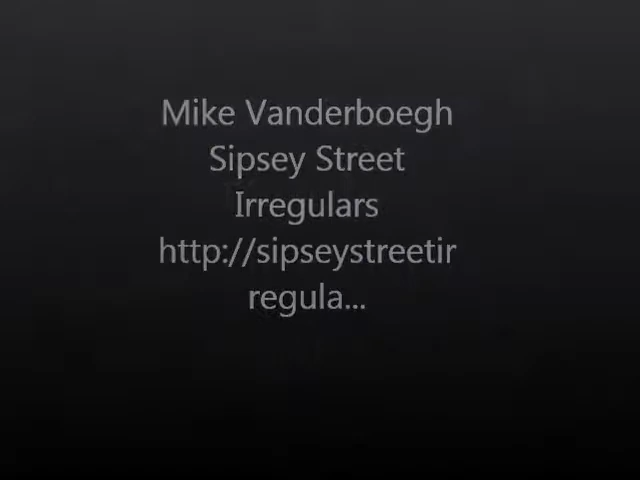 Mike Vanderboegh
Sipsey Street
Irregulars
http://sipseystreetir
regula...